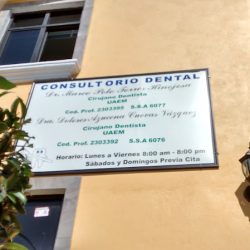 CONSULTORIO DENTAL
Dr. Marco Polo Torres Hinojosa
Cirujano Dentista
UAEM
Ced. Prof. 2302395 S.S.A 6077
Dra. Dolores Azucena Cuevas Vázquez
Cirujano Dentista
UAEM
Ced. Prof. 2303392 S.S.A 6076
Horario: Lunes a Viernes 8:00 am - 8:00 pm
Sábados y Domingos Previa Cita